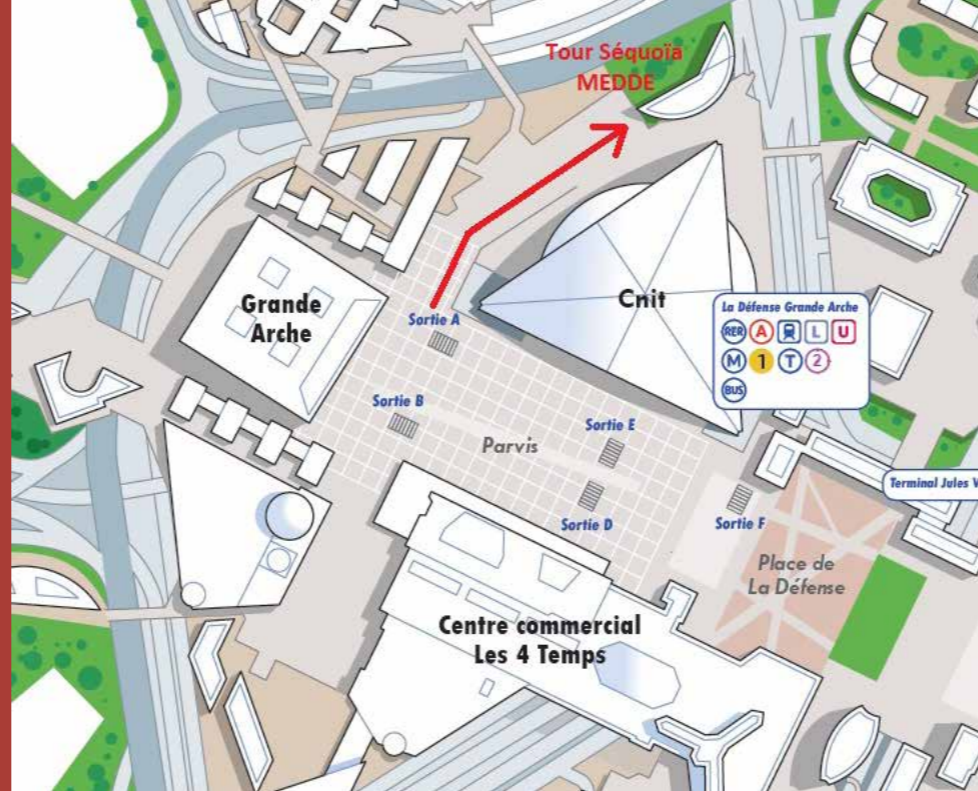 Tour Séquoïa
MEDDE
Grande
Arche
Cnit
La Défense Grande Arche
RER A L U
M 1 T 2
BUS
Sortie A
Sortie B
Parvis
Sortie E
Terminal Jules V
Sortie D
Sortie F
Place de
La Défense
Centre commercial
Les 4 Temps